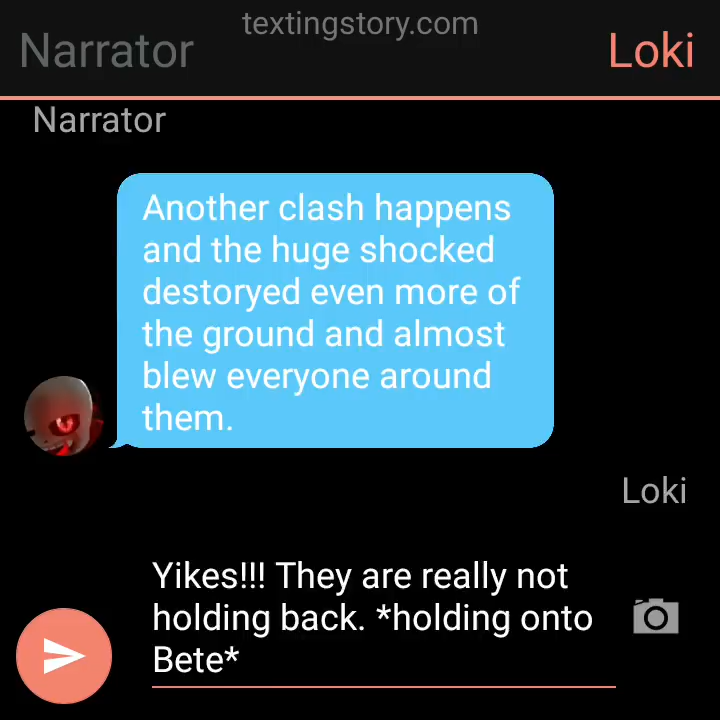 textingstory.com
Narrator
Loki
Narrator
Another clash happens
and the huge shocked
destoryed even more of
the ground and almost
blew everyone around
them.
Loki
Yikes!!! They are really not
holding back. *holding onto
Bete*